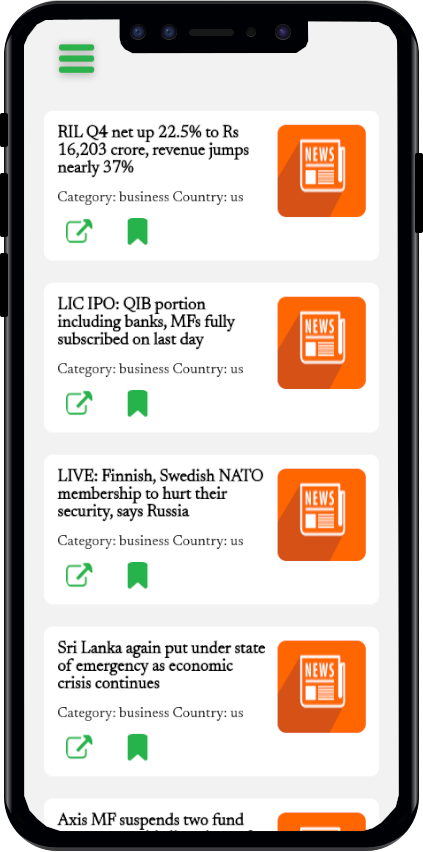 RIL Q4 net up 22.5% to Rs
16,203 crore, revenue jumps
nearly 37%
NEWS
Category: business Country: us
LIC IPO: QIB portion
including banks, MFs fully
subscribed on last day
NEWS
Category: business Country: us
LIVE: Finnish, Swedish NATO
membership to hurt their
security, says Russia
NEWS
Category: business Country: us
Sri Lanka again put under state
of emergency as economic
crisis continues
NEWS
Category: business Country: us
Axis MF suspends two fund